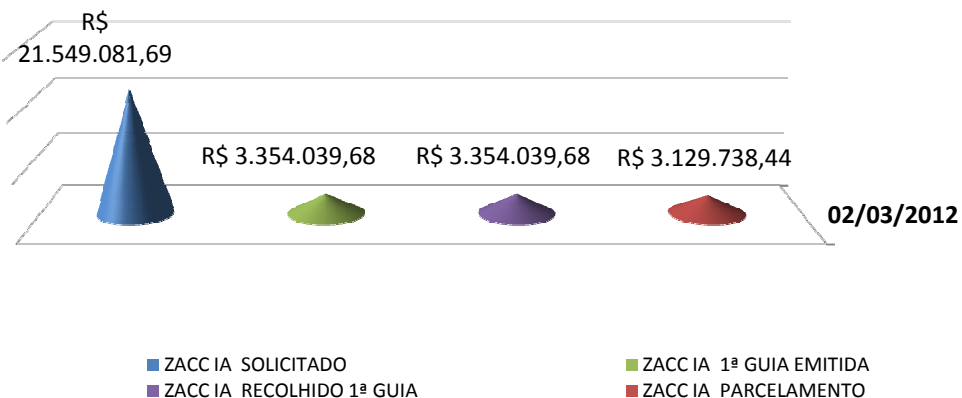 R$
21.549.081,69
R$ 3.354.039,68
R$ 3.354.039,68
R$ 3.129.738,44
02/03/2012
ZACC IA SOLICITADO
ZACC IA 1ª GUIA EMITIDA
ZACC IA RECOLHIDO 1ª GUIA
ZACC IA PARCELAMENTO